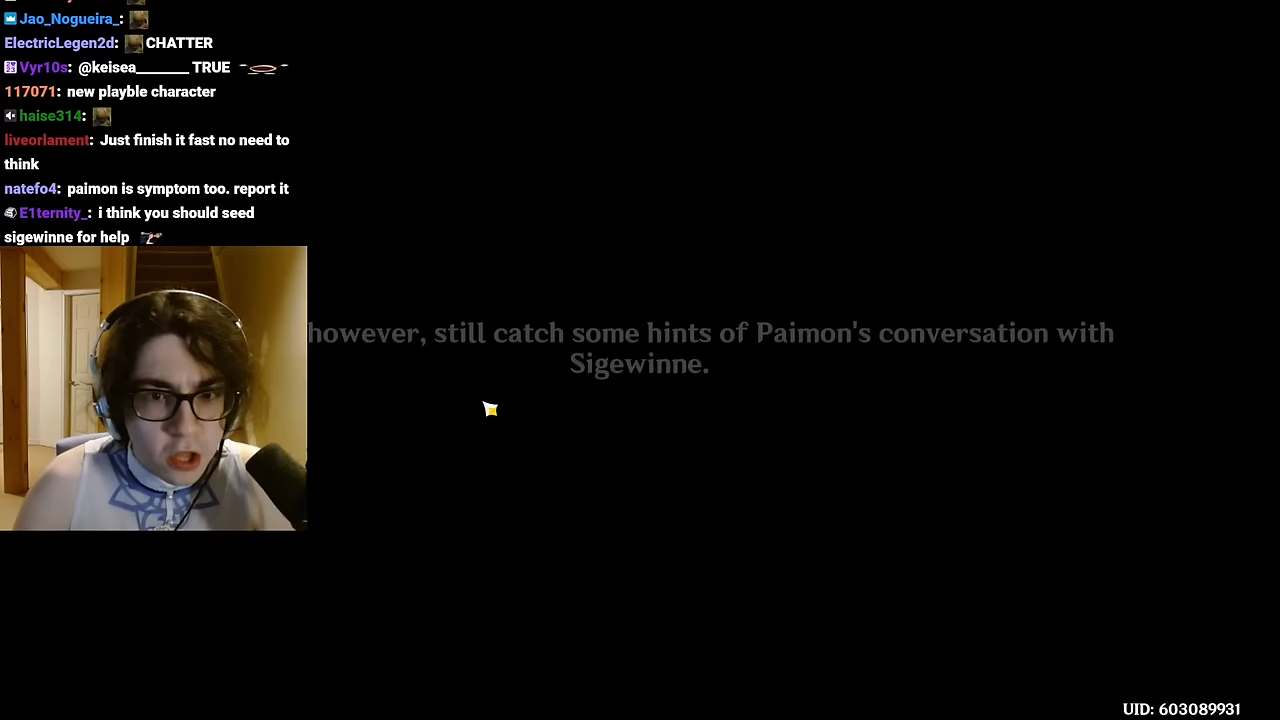 Jao_Nogueira_:
ElectricLegen2d: CHATTER
Vyr10s: @keisea_______ TRUE
117071: new playble character
haise314:
liveorlament: Just finish it fast no need to
think
natefo4: paimon is symptom too. report it
E1ternity_: i think you should seed
sigewinne for help
however, still catch some hints of Paimon's conversation with
Sigewinne.
UID: 603089931